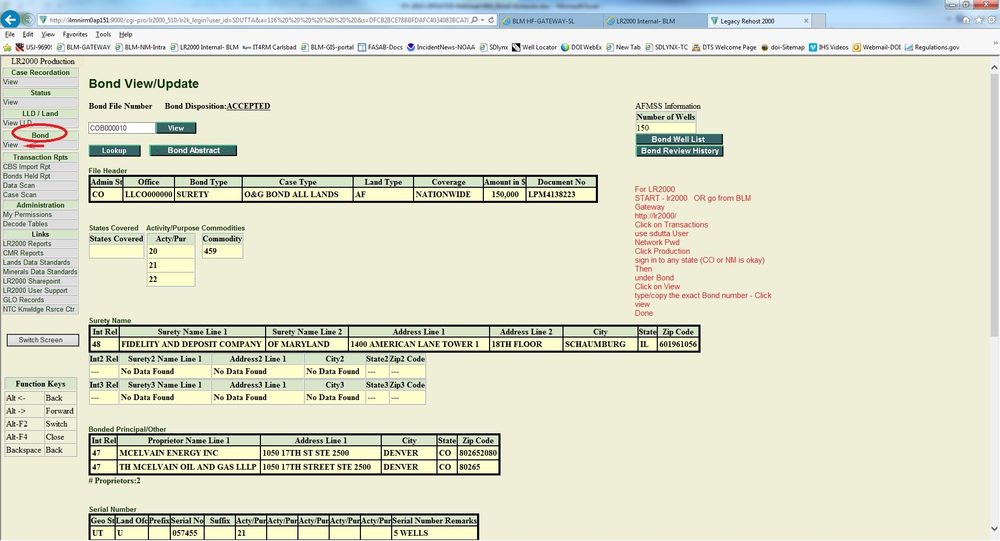 http://ilmnirm0ap151:9000/cgi-pro/lr2000_510/lr2k_login?user_id=SDUTTA&a=116%20%20%20%20%20%20%20&s=DFCB28CE78BBFDAFC4034083BCA7I
BLM HF-GATEWAY-SL
LR2000 Internal- BLM
Legacy Rehost 2000
File Edit View Favorites Tools Help
USJ-9690! BLM-GATEWAY BLM-NM-Intra LR2000 Internal- BLM IT4RM Carlsbad BLM-GIS-portal FASAB-Docs IncidentNews-NOAA SDlynx Well Locator DOI WebEx New Tab SDLYNX-TC DTS Welcome Page doi-Sitemap IHS Videos Webmail-DOI Regulations.gov
LR2000 Production
Case Recordation
View
Status
View
LLD / Land
View LLD
Bond
View
Transaction Rpts
CBS Import Rpt
Bonds Held Rpt
Data Scan
Case Scan
Administration
My Permissions
Decode Tables
Links
LR2000 Reports
CMR Reports
Lands Data Standards
Minerals Data Standards
LR2000 Sharepoint
LR2000 User Support
GLO Records
NTC Knwldge Rsrce Ctr
Switch Screen
Function Keys
Alt <- Back
Alt -> Forward
Alt-F2 Switch
Alt-F4 Close
Backspace Back
Bond View/Update
Bond File Number Bond Disposition:ACCEPTED
COB000010 View
Lookup Bond Abstract
AFMSS Information
Number of Wells
150
Bond Well List
Bond Review History
File Header
Admin St Office Bond Type Case Type Land Type Coverage Amount in $ Document No
CO LLCO000000 SURETY O&G BOND ALL LANDS AF NATIONWIDE 150,000 LPM4138223
For LR2000
START - lr2000 OR go from BLM
Gateway
http://lr2000/
Click on Transactions
use sdutta User
Network Pwd
Click Production
sign in to any state (CO or NM is okay)
Then
under Bond
Click on View
type/copy the exact Bond number - Click
view
Done
States Covered Activity/Purpose Commodities
States Covered Acty/Pur Commodity
20 459
21
22
Surety Name
Int Rel Surety Name Line 1 Surety Name Line 2 Address Line 1 Address Line 2 City State Zip Code
48 FIDELITY AND DEPOSIT COMPANY OF MARYLAND 1400 AMERICAN LANE TOWER 1 18TH FLOOR SCHAUMBURG IL 601961056
Int2 Rel Surety2 Name Line 1 Address2 Line 1 City2 State2 Zip2 Code
--- No Data Found No Data Found No Data Found --- ---
Int3 Rel Surety3 Name Line 1 Address3 Line 1 City3 State3 Zip3 Code
--- No Data Found No Data Found No Data Found --- ---
Bonded Principal/Other
Int Rel Proprietor Name Line 1 Address Line 1 City State Zip Code
47 MCELVAIN ENERGY INC 1050 17TH ST STE 2500 DENVER CO 802652080
47 TH MCELVAIN OIL AND GAS LLLP 1050 17TH STREET STE 2500 DENVER CO 80265
# Proprietors:2
Serial Number
Geo St Land Ofc Prefix Serial No Suffix Acty/Pur Acty/Pur Acty/Pur Acty/Pur Acty/Pur Serial Number Remarks
UT U 057455 21 5 WELLS